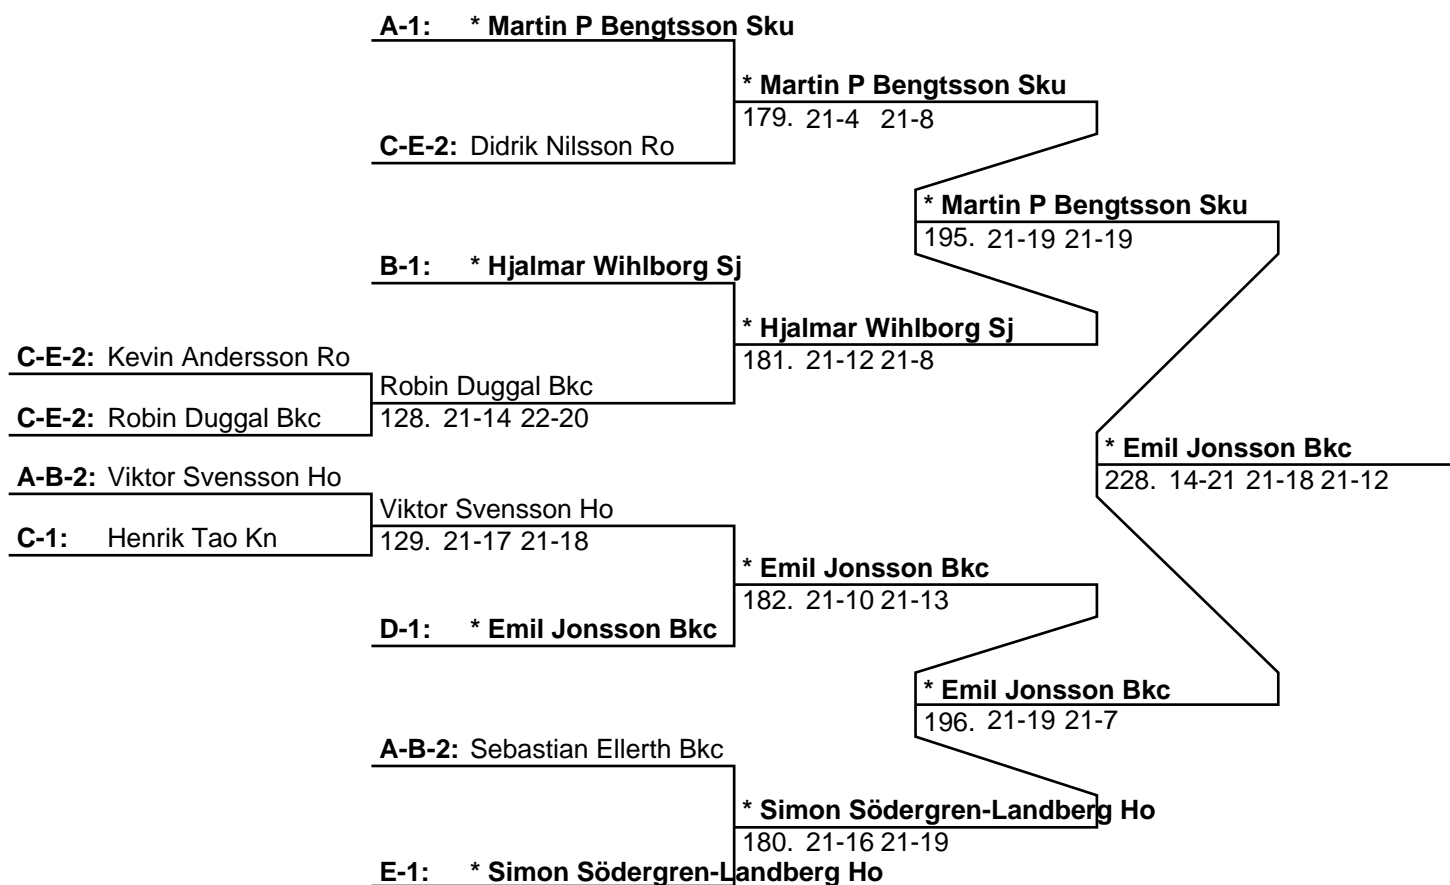 A-1: * Martin P Bengtsson Sku
* Martin P Bengtsson Sku
179. 21-4 21-8
C-E-2: Didrik Nilsson Ro
* Martin P Bengtsson Sku
195. 21-19 21-19
B-1: * Hjalmar Wihlborg Sj
* Hjalmar Wihlborg Sj
181. 21-12 21-8
C-E-2: Kevin Andersson Ro
Robin Duggal Bkc
128. 21-14 22-20
C-E-2: Robin Duggal Bkc
* Emil Jonsson Bkc
228. 14-21 21-18 21-12
A-B-2: Viktor Svensson Ho
Viktor Svensson Ho
129. 21-17 21-18
C-1: Henrik Tao Kn
* Emil Jonsson Bkc
182. 21-10 21-13
D-1: * Emil Jonsson Bkc
* Emil Jonsson Bkc
196. 21-19 21-7
A-B-2: Sebastian Ellerth Bkc
* Simon Södergren-Landberg Ho
180. 21-16 21-19
E-1: * Simon Södergren-Landberg Ho